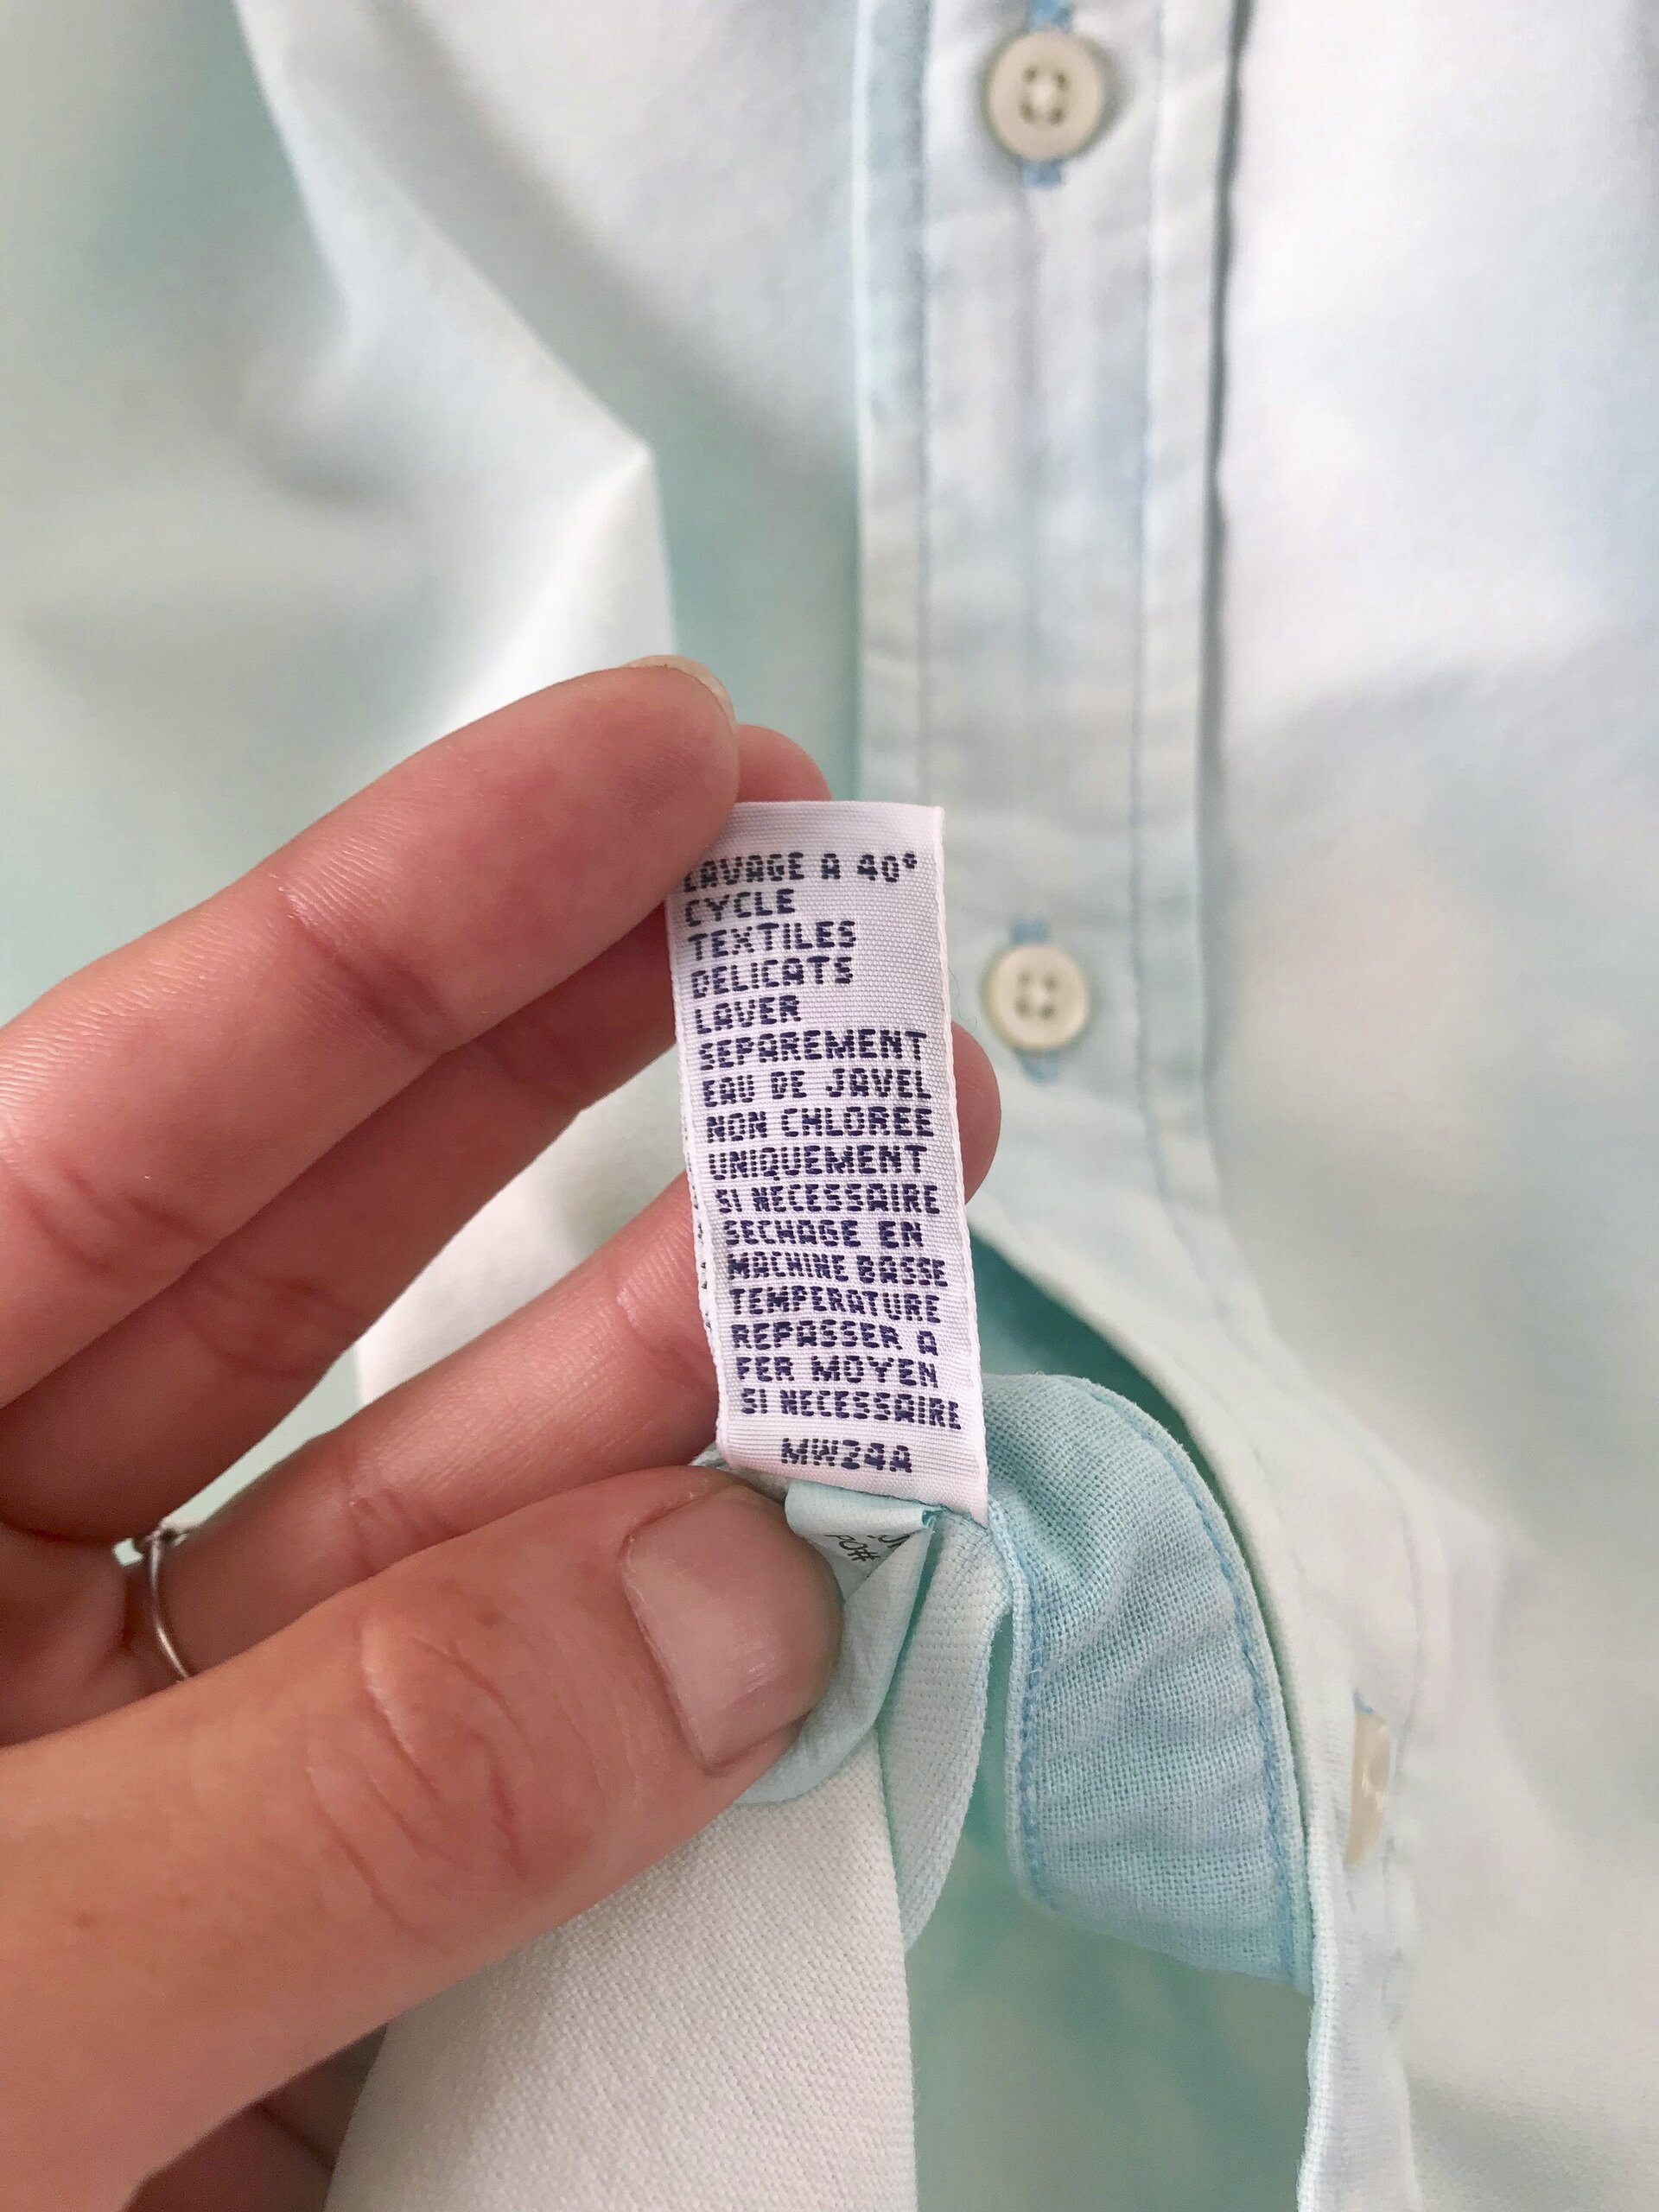 LAVAGE A 40°
CYCLE
TEXTILES
DELICATS
LAVER
SEPAREMENT
EAU DE JAVEL
NON CHLOREE
UNIQUEMENT
SI NECESSAIRE
SECHAGE EN
MACHINE BASSE
TEMPERATURE
REPASSER A
FER MOYEN
SI NECESSAIRE
MW24A
PO#